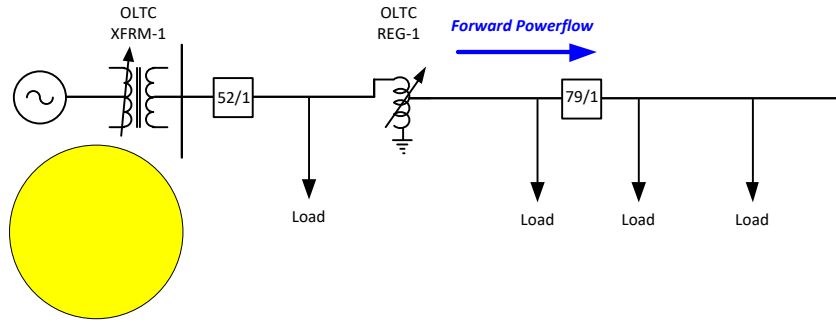 OLTC
XFRM-1
OLTC
REG-1
Forward Powerflow
52/1
79/1
Load
Load
Load
Load